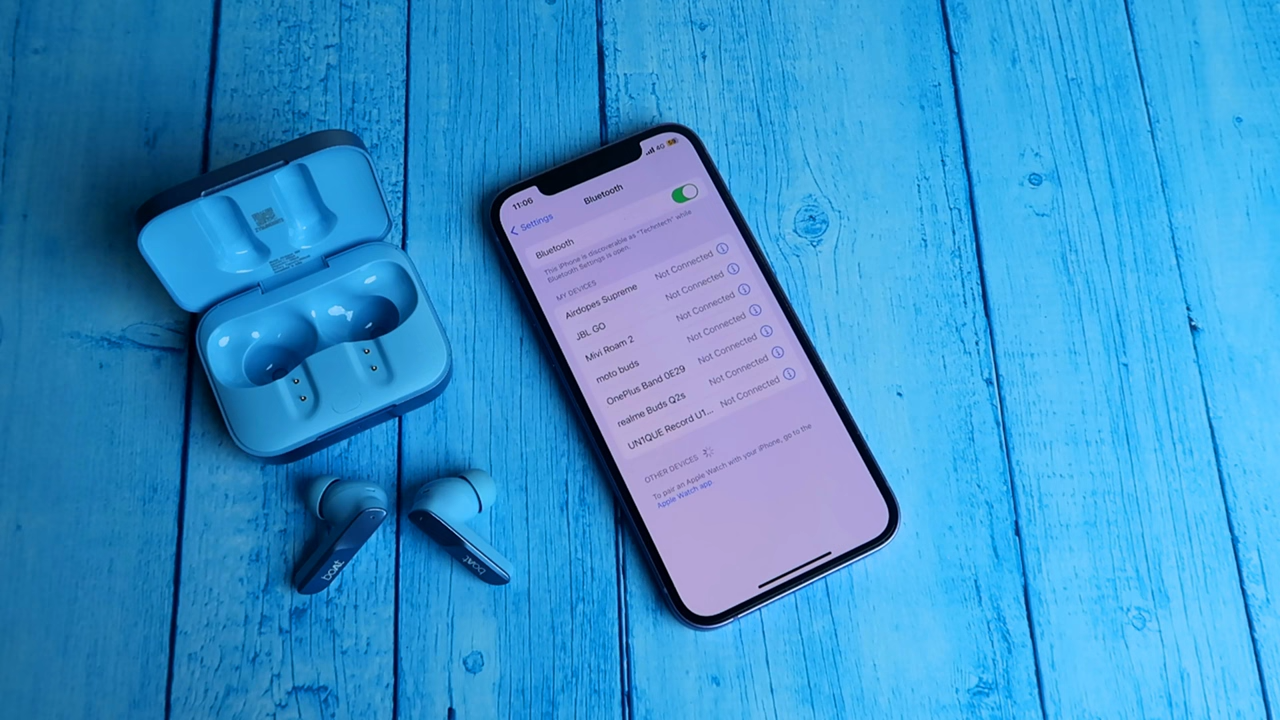 11:06
4G 59
Settings
Bluetooth
Bluetooth
This iPhone is discoverable as "Techntech" while
Bluetooth Settings is open.
MY DEVICES
Airdopes Supreme Not Connected
JBL GO Not Connected
Mivi Roam 2 Not Connected
moto buds Not Connected
OnePlus Band 0E29 Not Connected
realme Buds Q2s Not Connected
UN1QUE Record U1... Not Connected
OTHER DEVICES
To pair an Apple Watch with your iPhone, go to the
Apple Watch app.
boAt
boAt